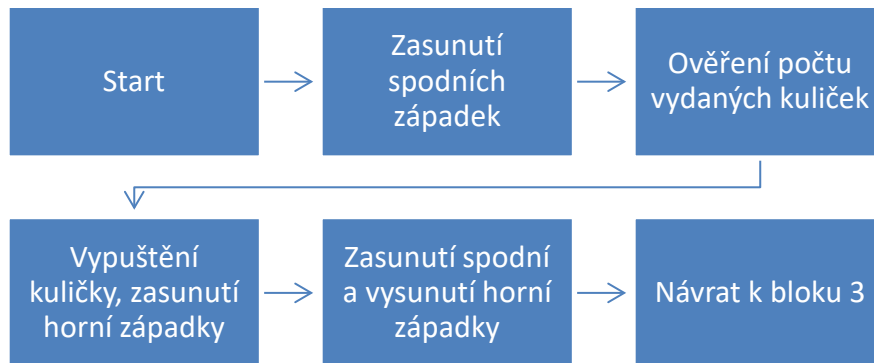 Start
Zasunutí
spodních
západek
Ověření počtu
vydaných kuliček
Vypuštění
kuličky, zasunutí
horní západky
Zasunutí spodní
a vysunutí horní
západky
Návrat k bloku 3